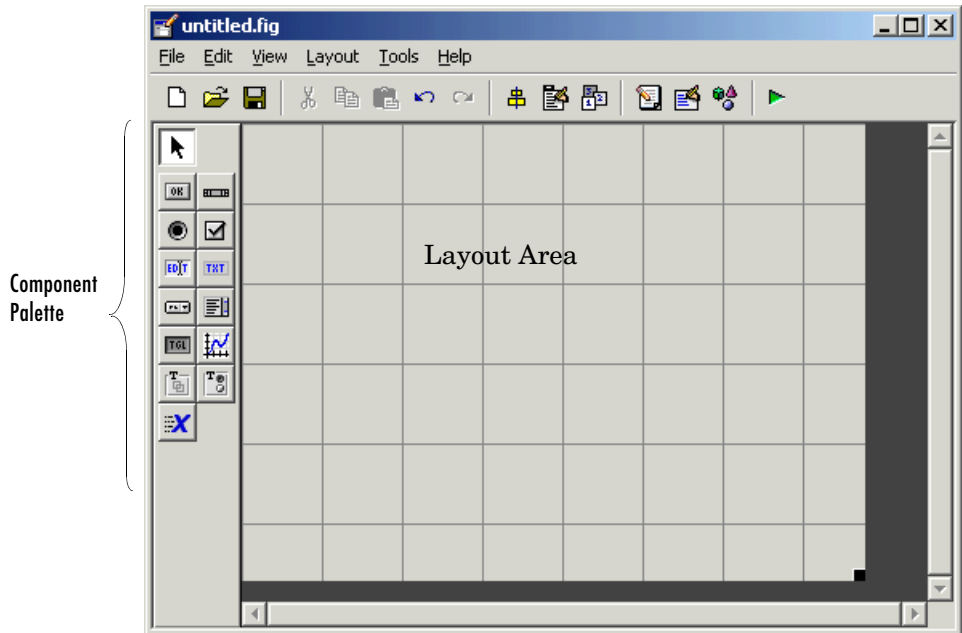 untitled.fig
File Edit View Layout Tools Help
OK
EDIT TXT
TGL
T T
X
Layout Area
Component
Palette